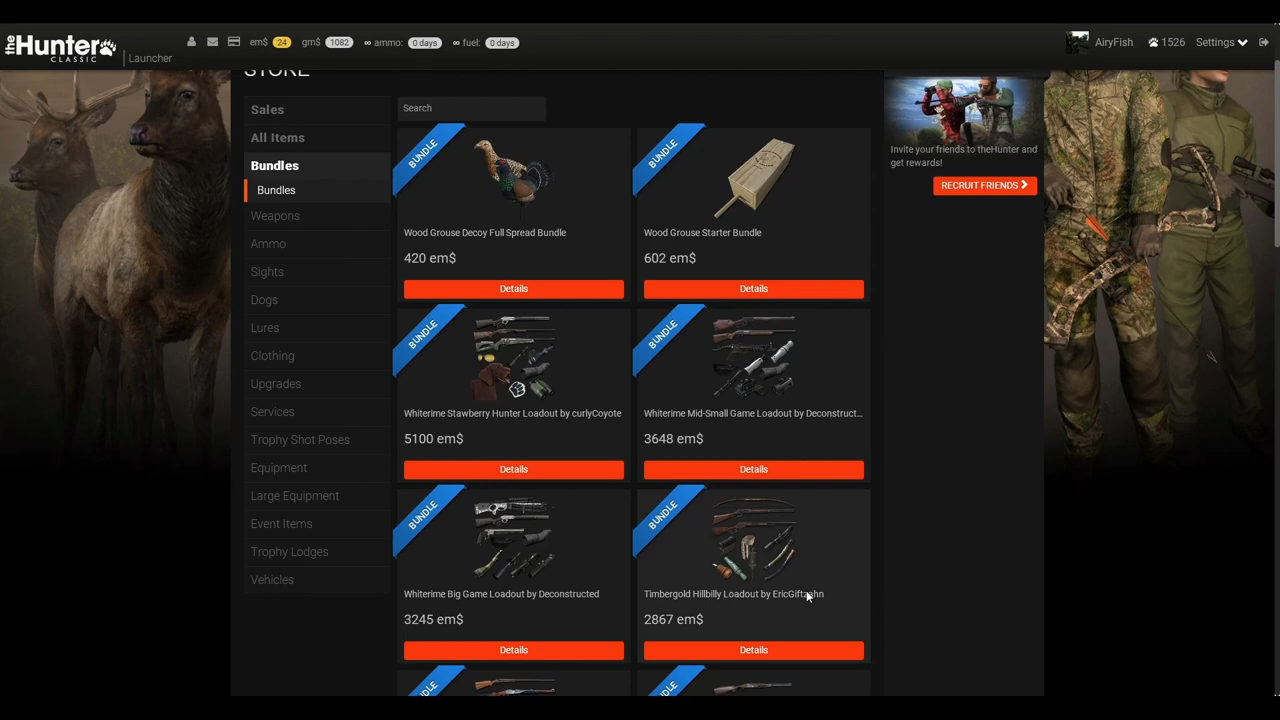 theHunter
CLASSIC
Launcher
em$ 24
gm$ 1082
∞ ammo: 0 days
∞ fuel: 0 days
AiryFish
1526
Settings
STORE
Sales
All Items
Bundles
Bundles
Weapons
Ammo
Sights
Dogs
Lures
Clothing
Upgrades
Services
Trophy Shot Poses
Equipment
Large Equipment
Event Items
Trophy Lodges
Vehicles
Search
BUNDLE
Wood Grouse Decoy Full Spread Bundle
420 em$
Details
BUNDLE
Wood Grouse Starter Bundle
602 em$
Details
BUNDLE
Whiterime Stawberry Hunter Loadout by curlyCoyote
5100 em$
Details
BUNDLE
Whiterime Mid-Small Game Loadout by Deconstruct...
3648 em$
Details
BUNDLE
Whiterime Big Game Loadout by Deconstructed
3245 em$
Details
BUNDLE
Timbergold Hillbilly Loadout by
2867 em$
Details
Invite your friends to theHunter and
get rewards!
RECRUIT FRIENDS